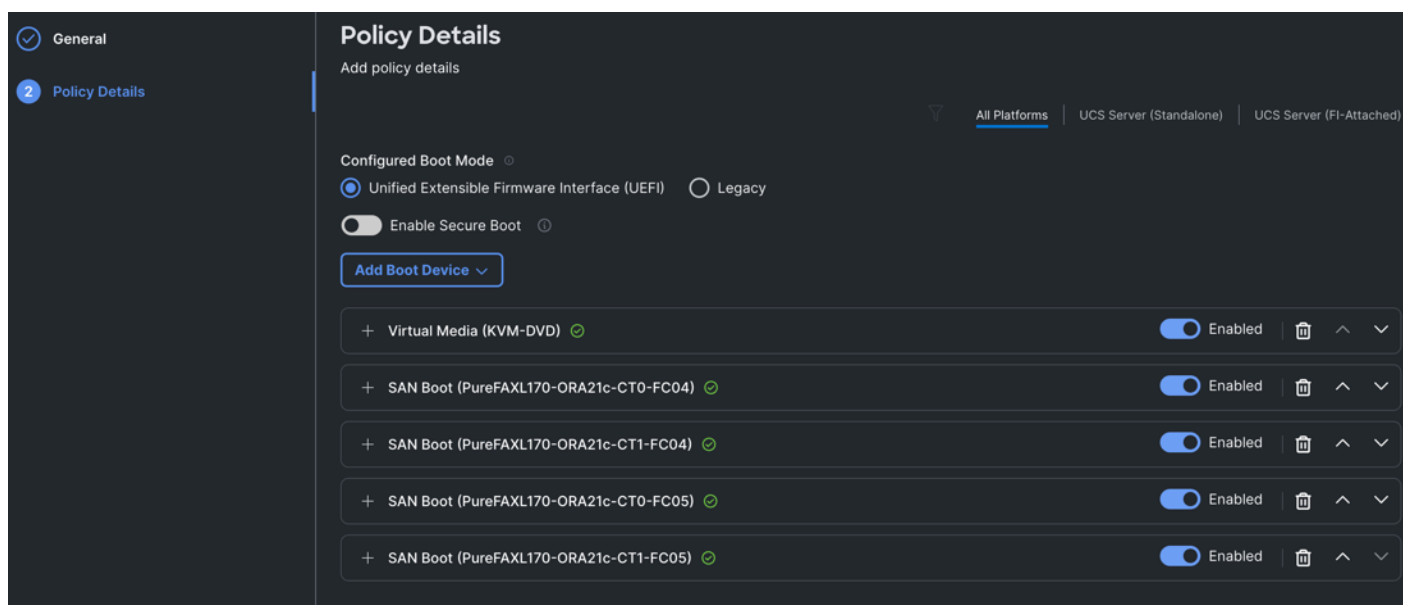 General
2 Policy Details
Policy Details
Add policy details
All Platforms UCS Server (Standalone) UCS Server (FI-Attached)
Configured Boot Mode
Unified Extensible Firmware Interface (UEFI) Legacy
Enable Secure Boot
Add Boot Device
Virtual Media (KVM-DVD) Enabled
SAN Boot (PureFAXL170-ORA21c-CT0-FC04) Enabled
SAN Boot (PureFAXL170-ORA21c-CT1-FC04) Enabled
SAN Boot (PureFAXL170-ORA21c-CT0-FC05) Enabled
SAN Boot (PureFAXL170-ORA21c-CT1-FC05) Enabled